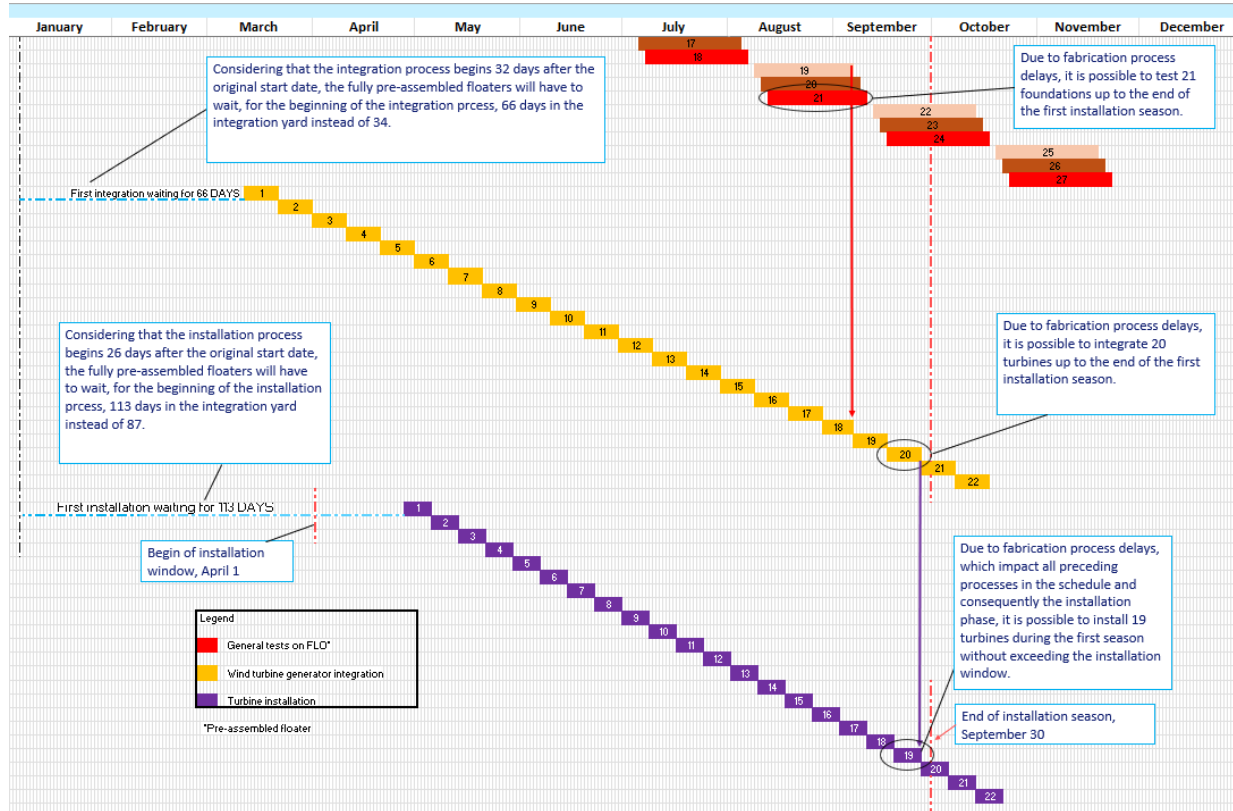 January February March April May June July August September October November December
17
18
19
20
21
22
23
24
25
26
27
Considering that the integration process begins 32 days after the
original start date, the fully pre-assembled floaters will have to
wait, for the beginning of the integration prcess, 66 days in the
integration yard instead of 34.
Due to fabrication process
delays, it is possible to test 21
foundations up to the end of
the first installation season.
First integration waiting for 66 DAYS
1
2
3
4
5
6
7
8
9
10
11
12
13
14
15
16
17
18
19
20
21
22
Due to fabrication process delays,
it is possible to integrate 20
turbines up to the end of the first
installation season.
Considering that the installation process
begins 26 days after the original start date,
the fully pre-assembled floaters will have
to wait, for the beginning of the installation
prcess, 113 days in the integration yard
instead of 87.
First installation waiting for 113 DAYS
1
2
3
4
5
6
7
8
9
10
11
12
13
14
15
16
17
18
19
20
21
22
Begin of installation
window, April 1
Due to fabrication process delays,
which impact all preceding
processes in the schedule and
consequently the installation
phase, it is possible to install 19
turbines during the first season
without exceeding the installation
window.
Legend
General tests on FLO*
Wind turbine generator integration
Turbine installation
*Pre-assembled floater
End of installation season,
September 30